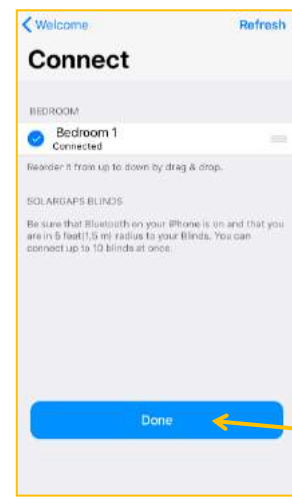 Welcome Refresh
Connect
BEDROOM
Bedroom 1
Connected
Reorder it from up to down by drag & drop.
SOLARGAPS BLINDS
Be sure that Bluetooth on your iPhone is on and that you
are in 5 feet(1,5 m) radius to your Blinds. You can
connect up to 10 blinds at once.
Done